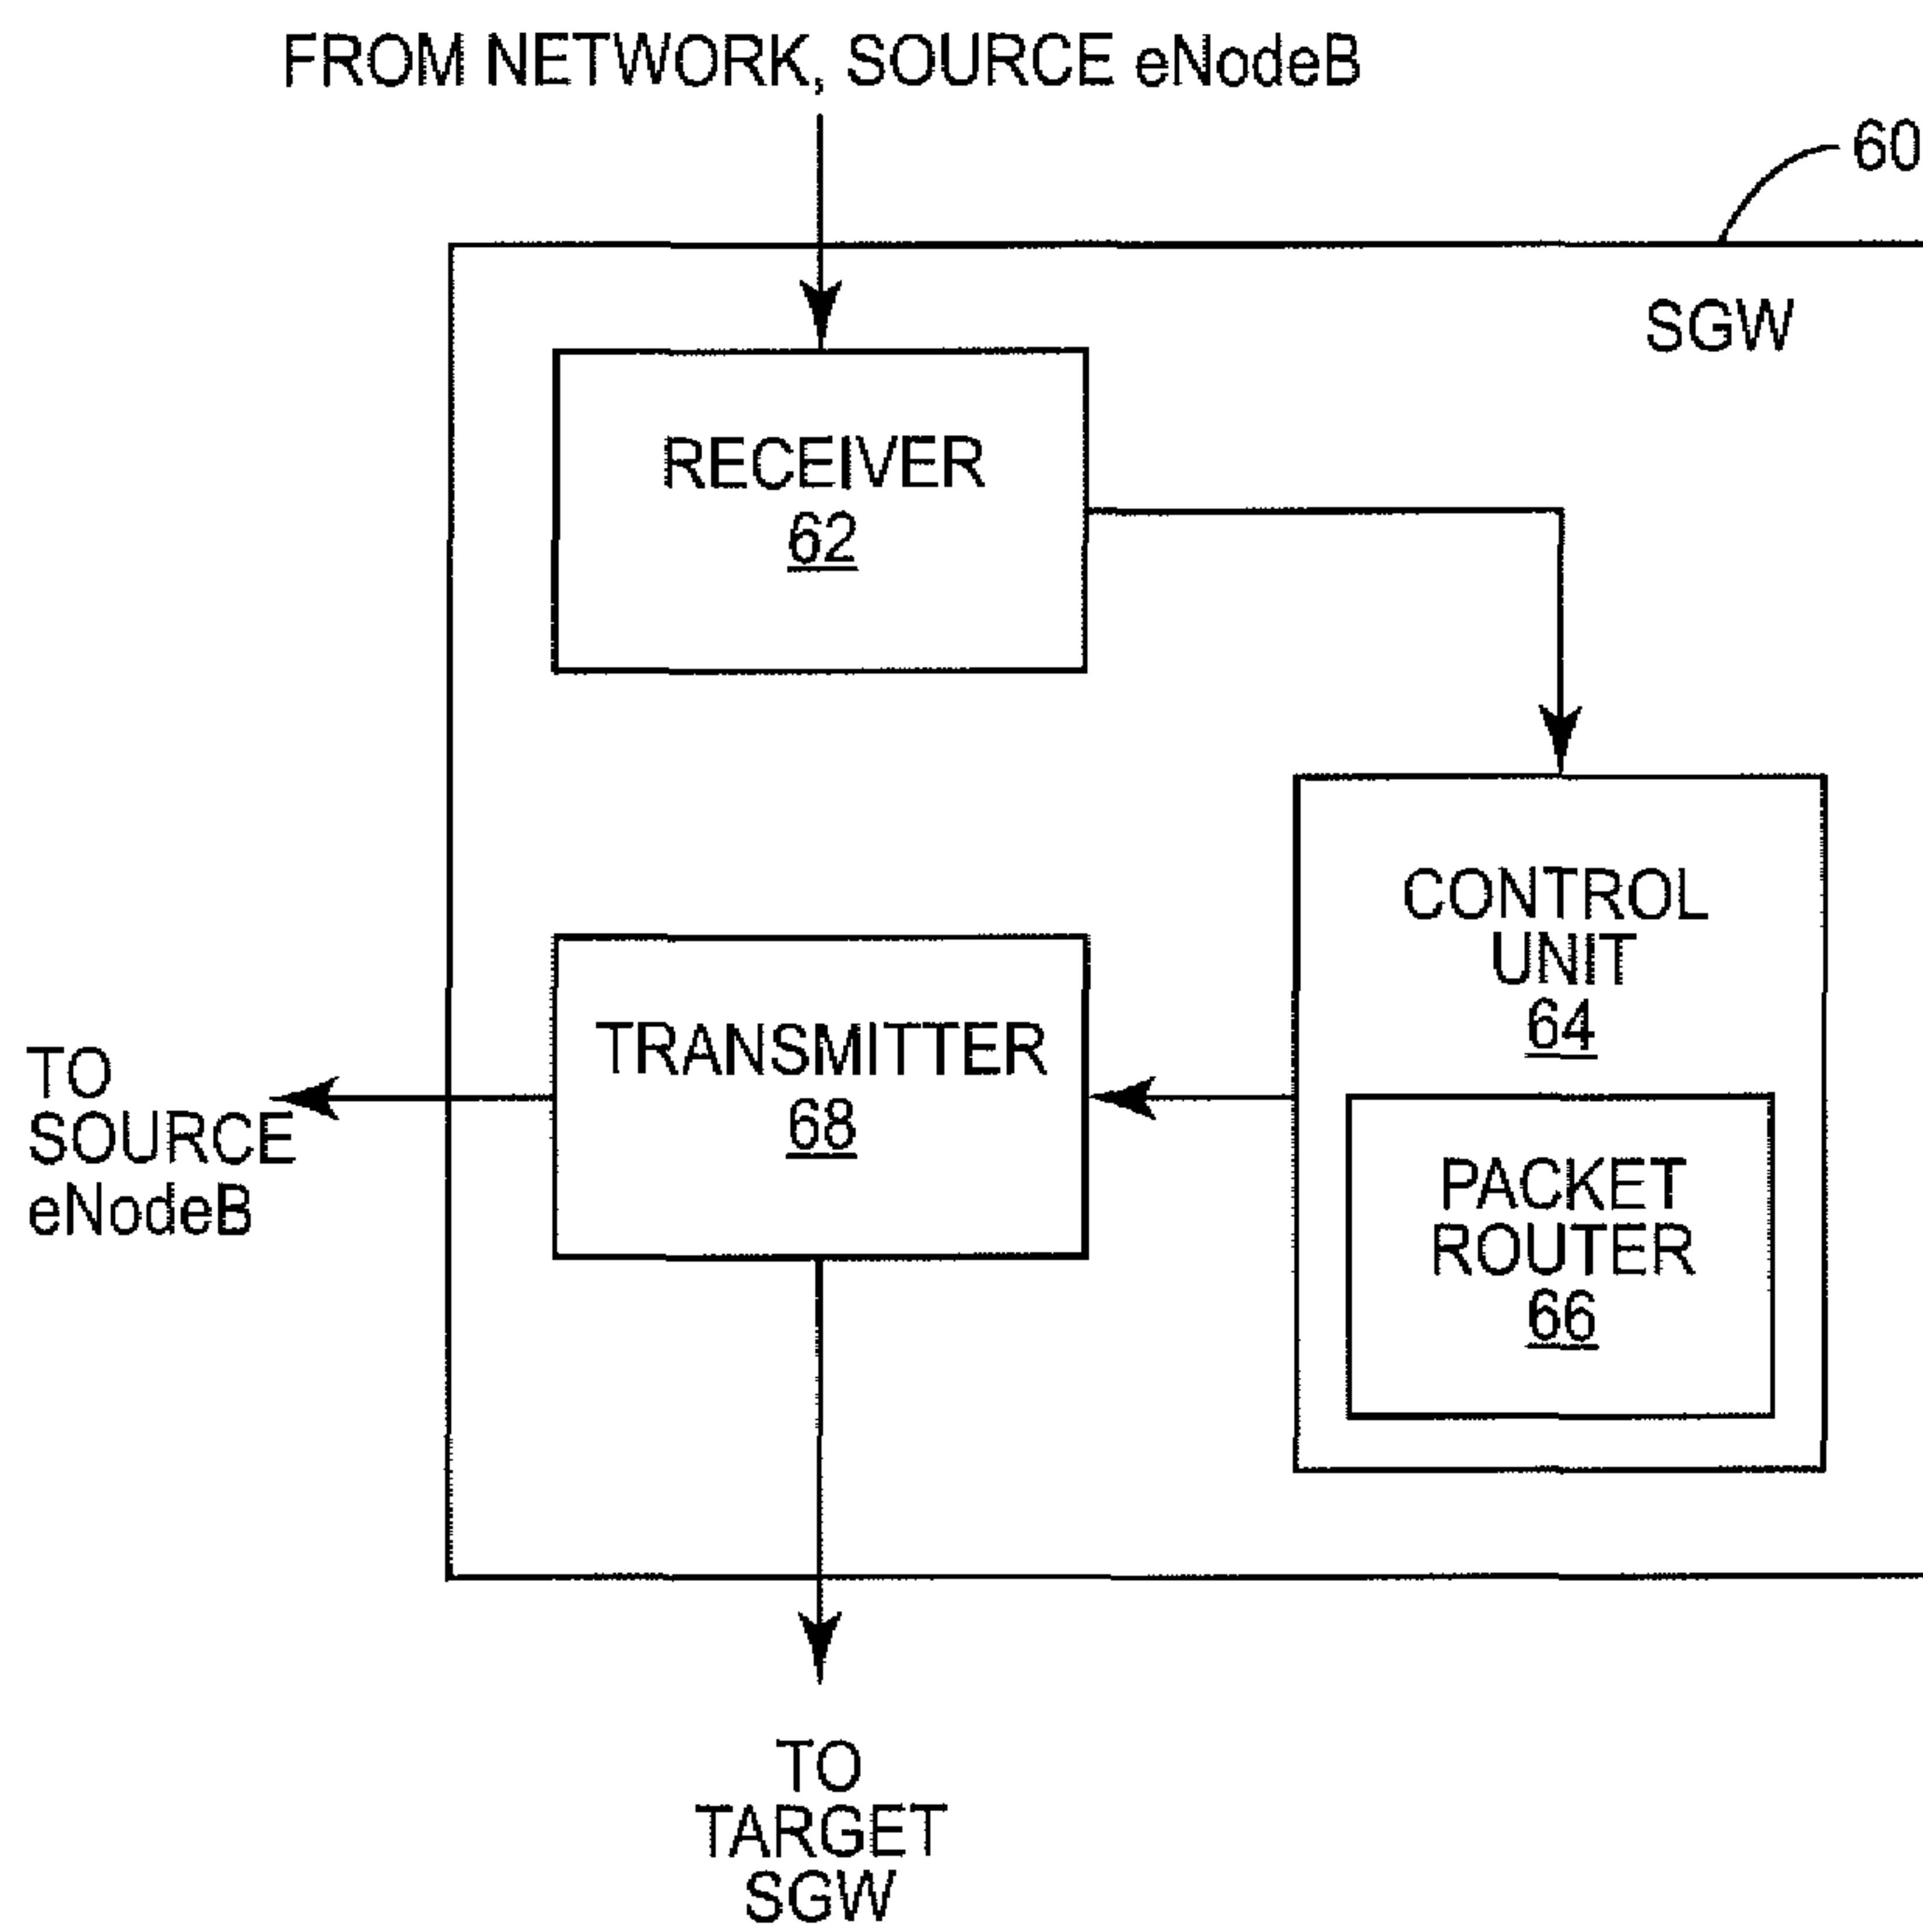 FROM NETWORK, SOURCE eNodeB
60
SGW
RECEIVER
62
CONTROL
UNIT
64
TRANSMITTER
68
PACKET
ROUTER
66
TO
SOURCE
eNodeB
TO
TARGET
SGW